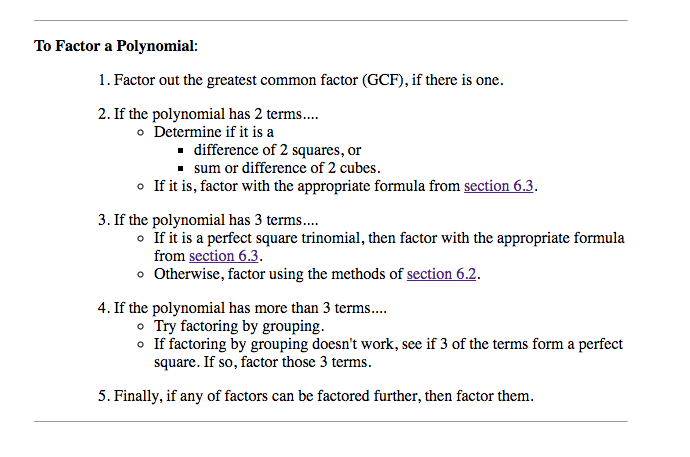 To Factor a Polynomial:
1. Factor out the greatest common factor (GCF), if there is one.
2. If the polynomial has 2 terms....
Determine if it is a
difference of 2 squares, or
sum or difference of 2 cubes.
If it is, factor with the appropriate formula from section 6.3.
3. If the polynomial has 3 terms....
If it is a perfect square trinomial, then factor with the appropriate formula
from section 6.3.
Otherwise, factor using the methods of section 6.2.
4. If the polynomial has more than 3 terms....
Try factoring by grouping.
If factoring by grouping doesn't work, see if 3 of the terms form a perfect
square. If so, factor those 3 terms.
5. Finally, if any of factors can be factored further, then factor them.